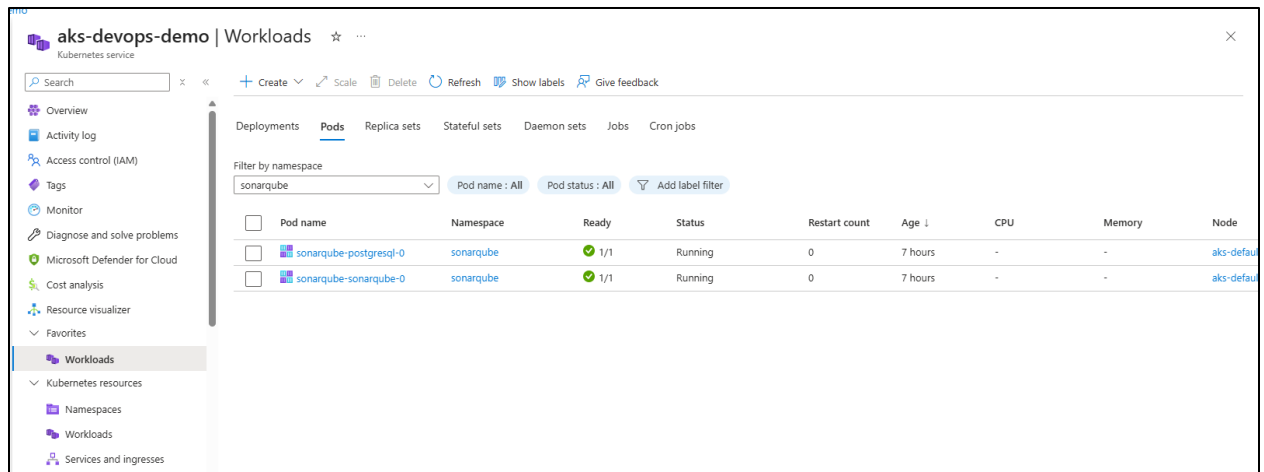 emo
aks-devops-demo | Workloads ☆ ...
Kubernetes service
Search
Create Scale Delete Refresh Show labels Give feedback
Overview
Activity log
Access control (IAM)
Tags
Monitor
Diagnose and solve problems
Microsoft Defender for Cloud
Cost analysis
Resource visualizer
Favorites
Workloads
Kubernetes resources
Namespaces
Workloads
Services and ingresses
Deployments Pods Replica sets Stateful sets Daemon sets Jobs Cron jobs
Filter by namespace
sonarqube Pod name : All Pod status : All Add label filter
Pod name Namespace Ready Status Restart count Age ↓ CPU Memory Node
sonarqube-postgresql-0 sonarqube 1/1 Running 0 7 hours - - aks-defaul
sonarqube-sonarqube-0 sonarqube 1/1 Running 0 7 hours - - aks-defaul